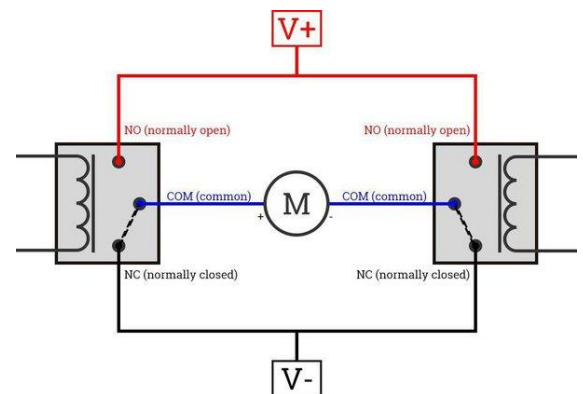 V+
NO (normally open)
NO (normally open)
COM (common)
M
COM (common)
+
-
NC (normally closed)
NC (normally closed)
V-